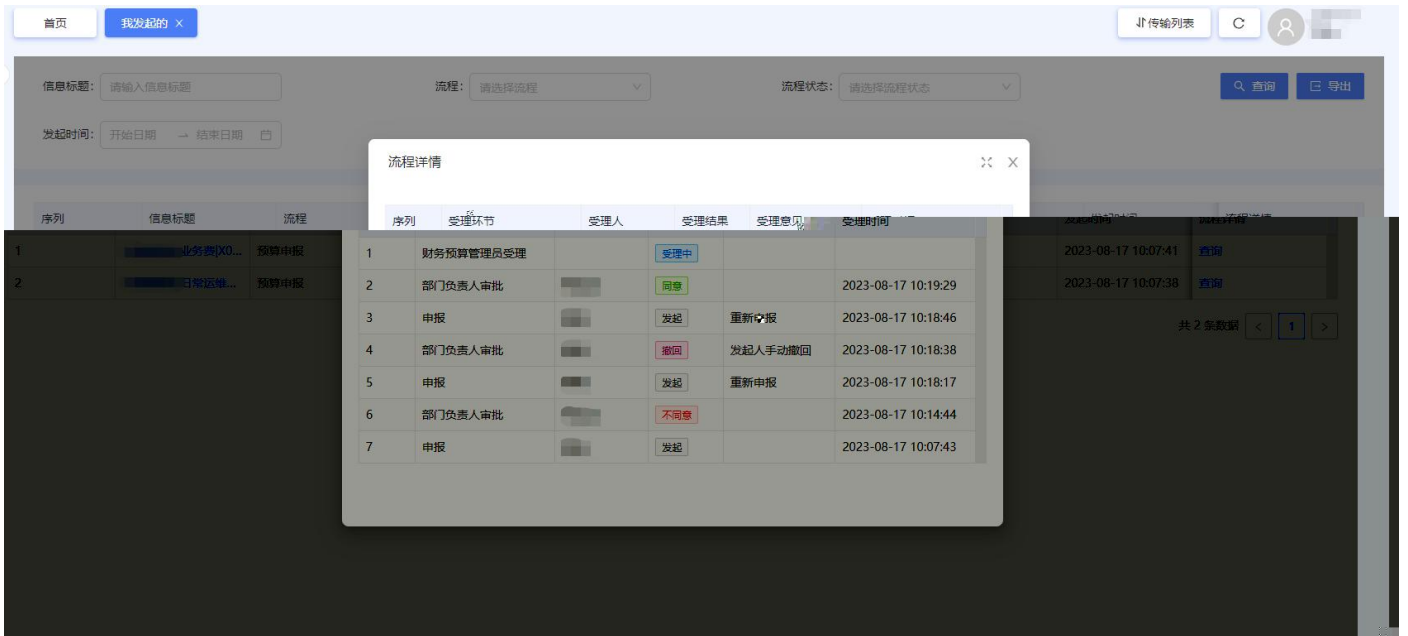 首页 我发起的 × 传输列表
信息标题： 请输入信息标题 流程： 请选择流程 流程状态： 请选择流程状态 查询 导出
发起时间： 开始日期 → 结束日期
流程详情
序列 信息标题 流程
序列 受理环节 受理人 受理结果 受理意见 受理时间
1 业务费|X0... 预算申报 2023-08-17 10:07:41 查询
2 日常运维... 预算申报 2023-08-17 10:07:38 查询
1 财务预算管理员受理 受理中
2 部门负责人审批 同意 2023-08-17 10:19:29
3 申报 发起 重新申报 2023-08-17 10:18:46
4 部门负责人审批 撤回 发起人手动撤回 2023-08-17 10:18:38
5 申报 发起 重新申报 2023-08-17 10:18:17
6 部门负责人审批 不同意 2023-08-17 10:14:44
7 申报 发起 2023-08-17 10:07:43
共 2 条数据 < 1 >